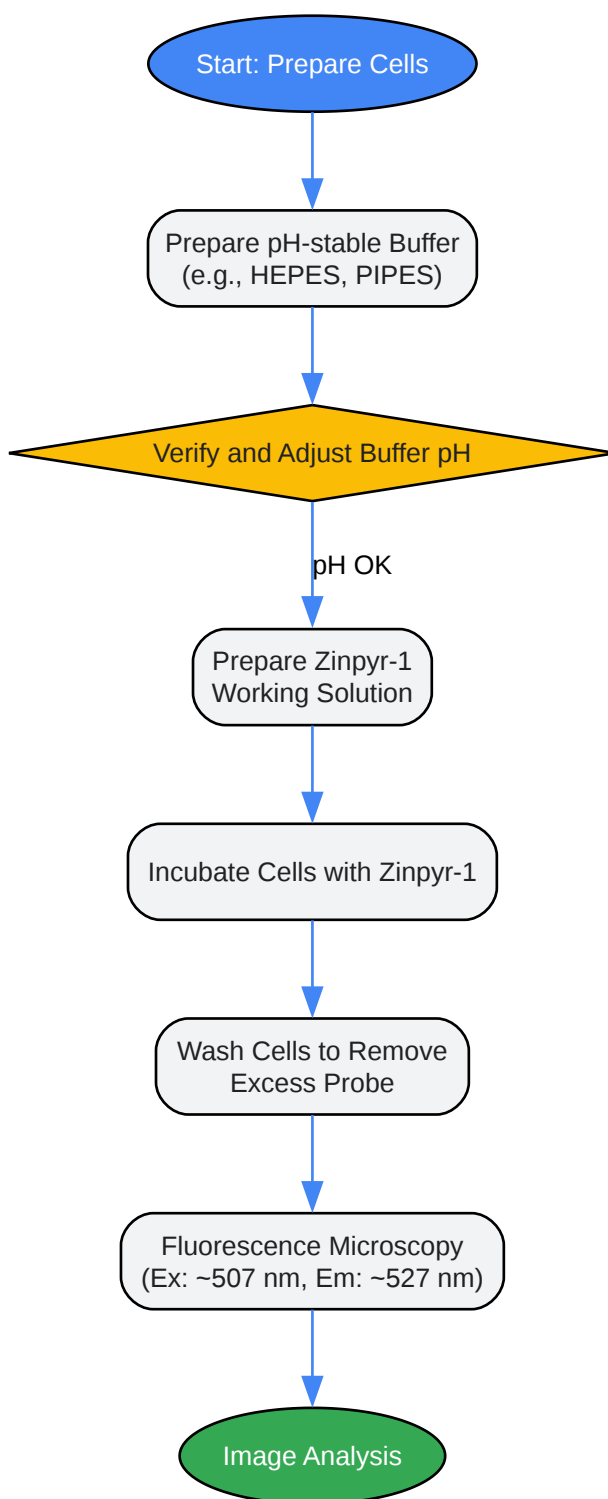 Start: Prepare Cells
Prepare pH-stable Buffer
(e.g., HEPES, PIPES)
Verify and Adjust Buffer pH
pH OK
Prepare Zinpyr-1
Working Solution
Incubate Cells with Zinpyr-1
Wash Cells to Remove
Excess Probe
Fluorescence Microscopy
(Ex: ~507 nm, Em: ~527 nm)
Image Analysis